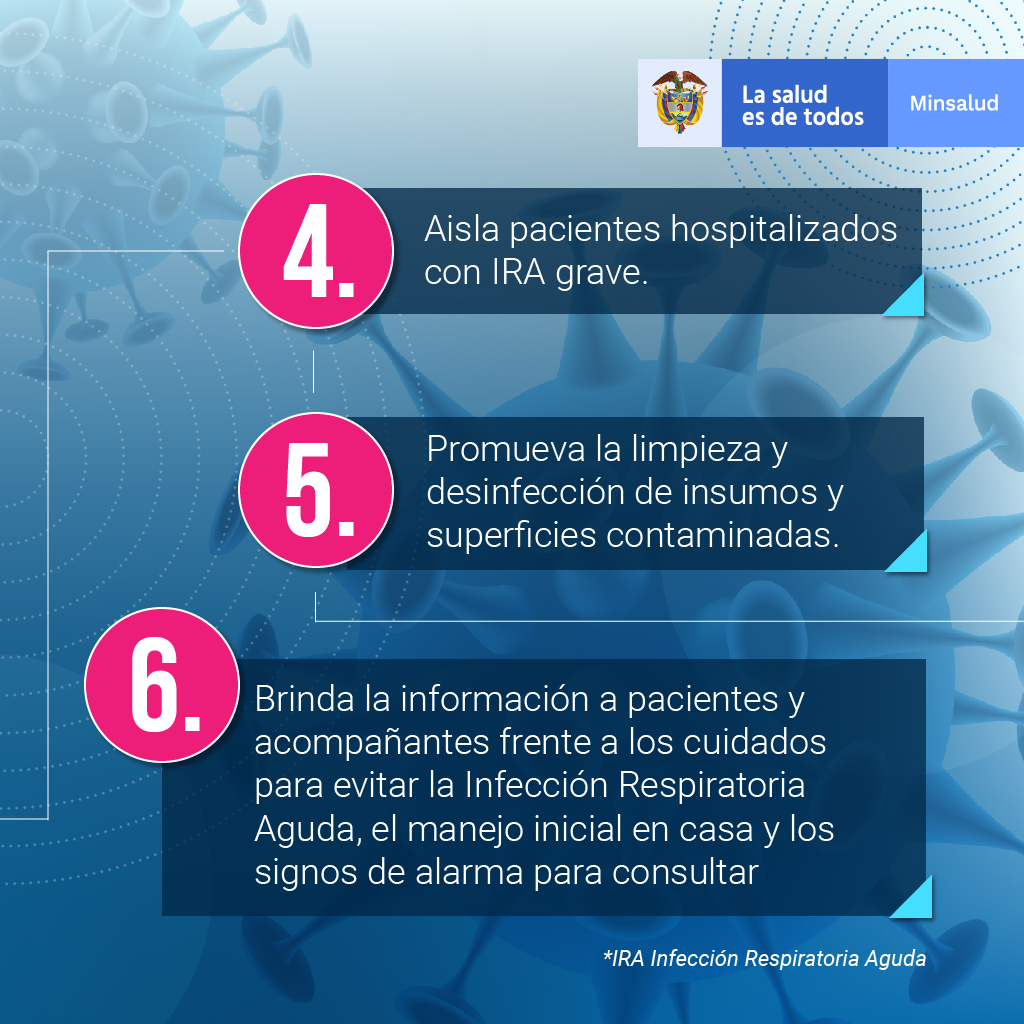 La salud
es de todos
Minsalud
4.
Aisla pacientes hospitalizados
con IRA grave.
5.
Promueva la limpieza y
desinfección de insumos y
superficies contaminadas.
6.
Brinda la información a pacientes y
acompañantes frente a los cuidados
para evitar la Infección Respiratoria
Aguda, el manejo inicial en casa y los
signos de alarma para consultar
*IRA Infección Respiratoria Aguda